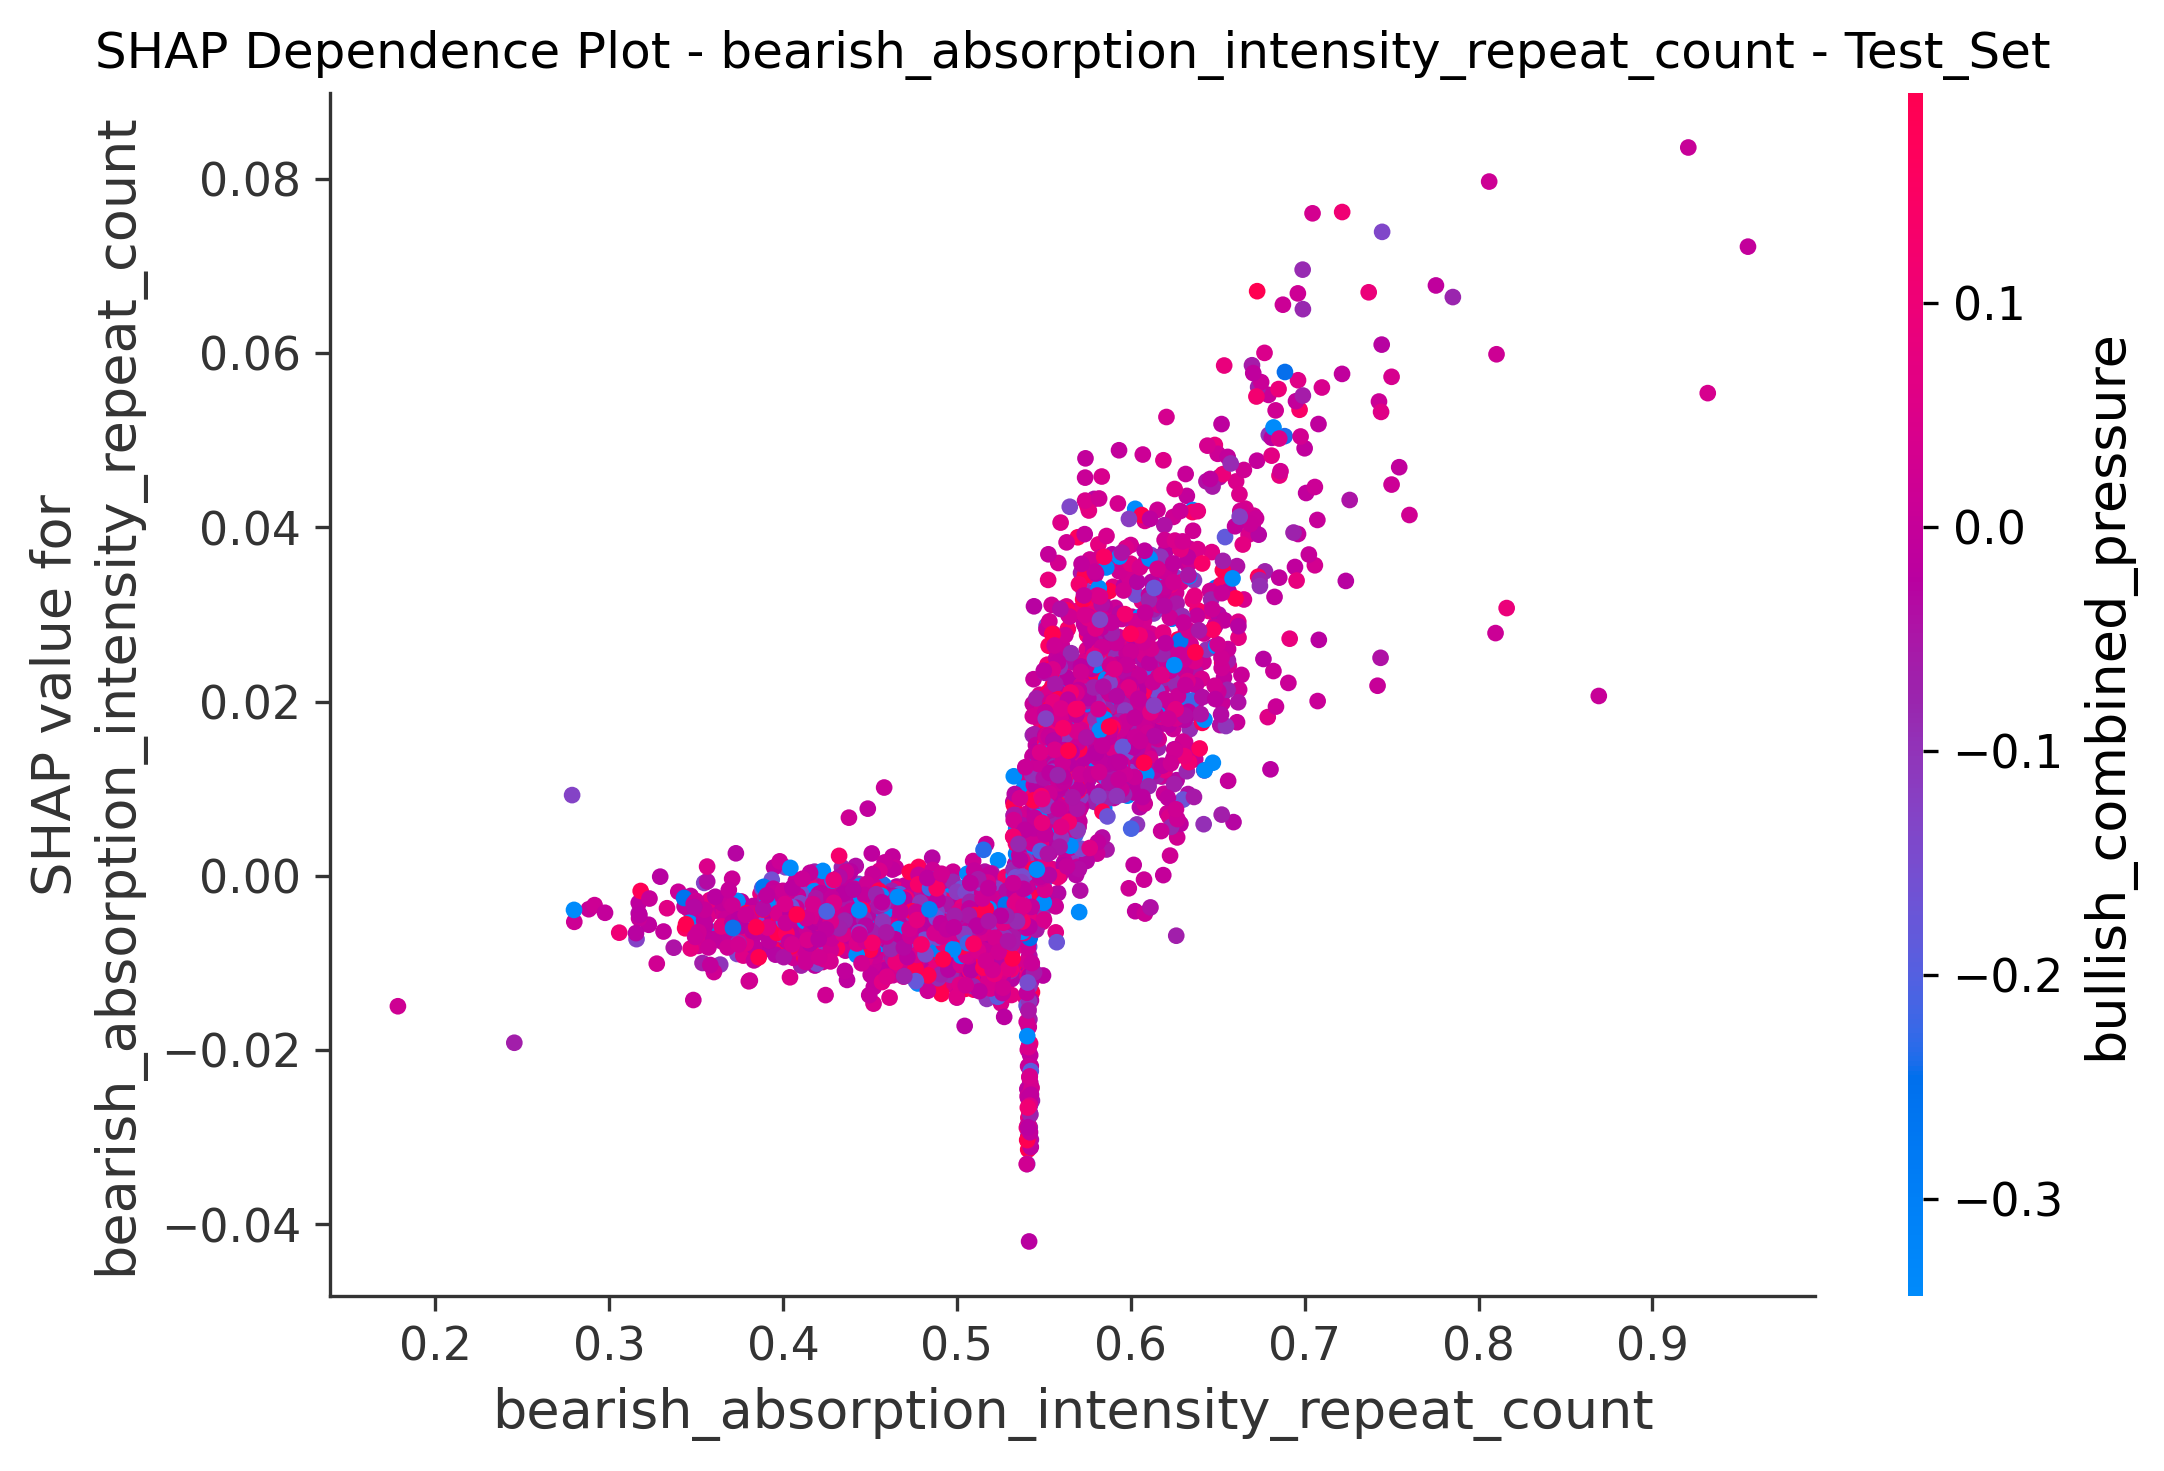 SHAP Dependence Plot - bearish_absorption_intensity_repeat_count - Test_Set
SHAP value for
bearish_absorption_intensity_repeat_count
0.08
0.06
0.04
0.02
0.00
−0.02
−0.04
0.2 0.3 0.4 0.5 0.6 0.7 0.8 0.9
bearish_absorption_intensity_repeat_count
0.1
0.0
−0.1
−0.2
−0.3
bullish_combined_pressure